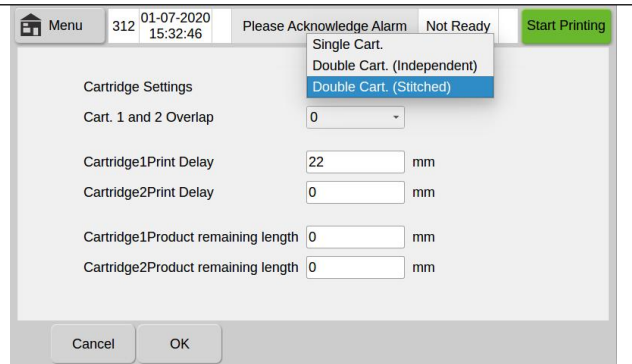 Menu
312
01-07-2020
15:32:46
Please Acknowledge Alarm
Not Ready
Start Printing
Single Cart.
Double Cart. (Independent)
Cartridge Settings
Double Cart. (Stitched)
Cart. 1 and 2 Overlap
0
Cartridge1Print Delay
22
mm
Cartridge2Print Delay
0
mm
Cartridge1Product remaining length
0
mm
Cartridge2Product remaining length
0
mm
Cancel
OK